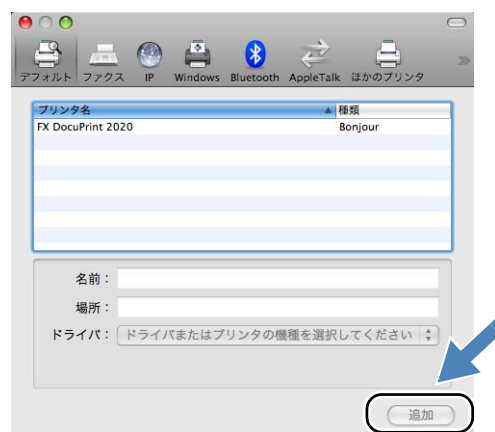 デフォルト ファクス IP Windows Bluetooth AppleTalk ほかのプリンタ
プリンタ名 種類
FX DocuPrint 2020 Bonjour
名前：
場所：
ドライバ： ドライバまたはプリンタの機種を選択してください
追加